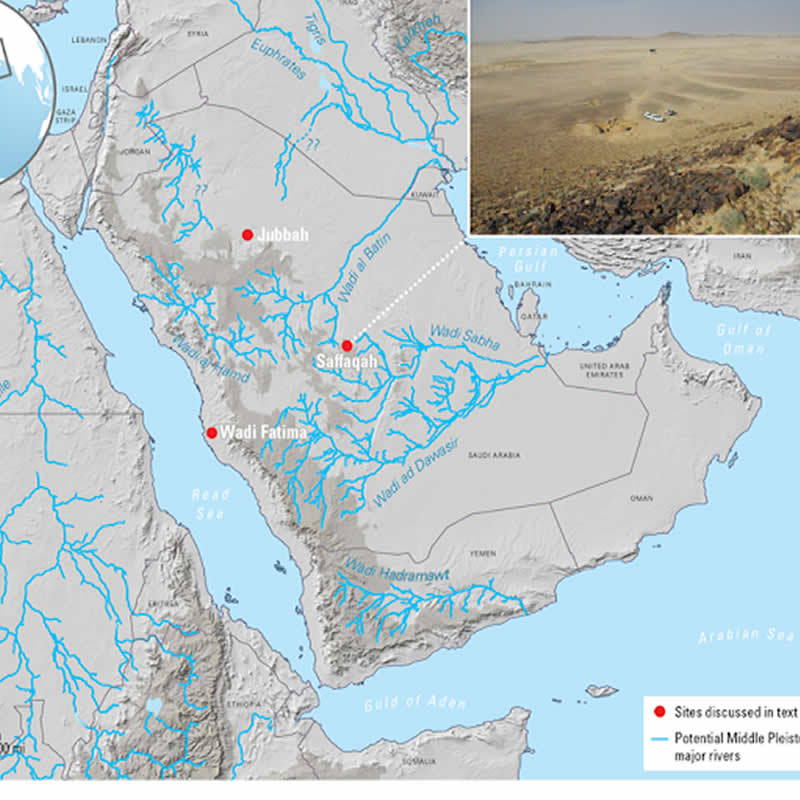 LEBANON
SYRIA
Tigris
Euphrates
Karkheh
ISRAEL
GAZA
STRIP
JORDAN
??
??
KUWAIT
Jubbah
Wadi al Batin
Persian
Gulf
IRAN
BAHRAIN
QATAR
Gulf of
Oman
Wadi Sabha
Wadi al Hamd
Saffaqah
UNITED ARAB
EMIRATES
Wadi Fatima
SAUDI ARABIA
Wadi ad Dawasir
Read
Sea
OMAN
YEMEN
Wadi Hadramawt
ERITREA
Arabian Sea
ETHIOPIA
Guld of Aden
SOMALIA
Sites discussed in text
Potential Middle Pleist
major rivers